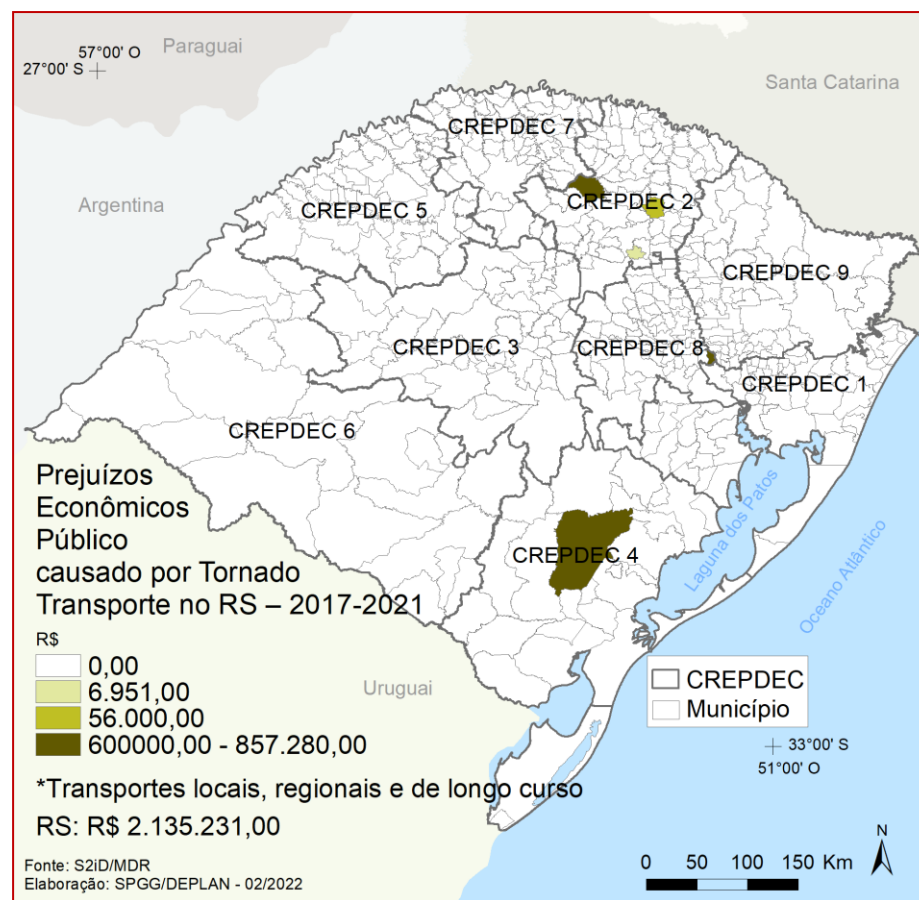 Paraguai
57°00' O
27°00' S
Santa Catarina
Argentina
CREPDEC 7
CREPDEC 2
CREPDEC 5
CREPDEC 9
CREPDEC 3
CREPDEC 8
CREPDEC 1
CREPDEC 6
CREPDEC 4
Laguna dos Patos
Oceano Atlântico
Uruguai
Prejuízos
Econômicos
Público
causado por Tornado
Transporte no RS – 2017-2021
R$
0,00
6.951,00
56.000,00
600000,00 - 857.280,00
*Transportes locais, regionais e de longo curso
RS: R$ 2.135.231,00
CREPDEC
Município
33°00' S
51°00' O
N
0 50 100 150 Km
Fonte: S2iD/MDR
Elaboração: SPGG/DEPLAN - 02/2022